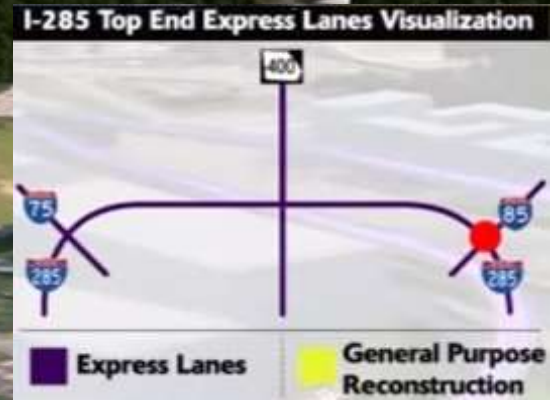 I-285 Top End Express Lanes Visualization
400
75
85
285
285
Express Lanes
General Purpose
Reconstruction